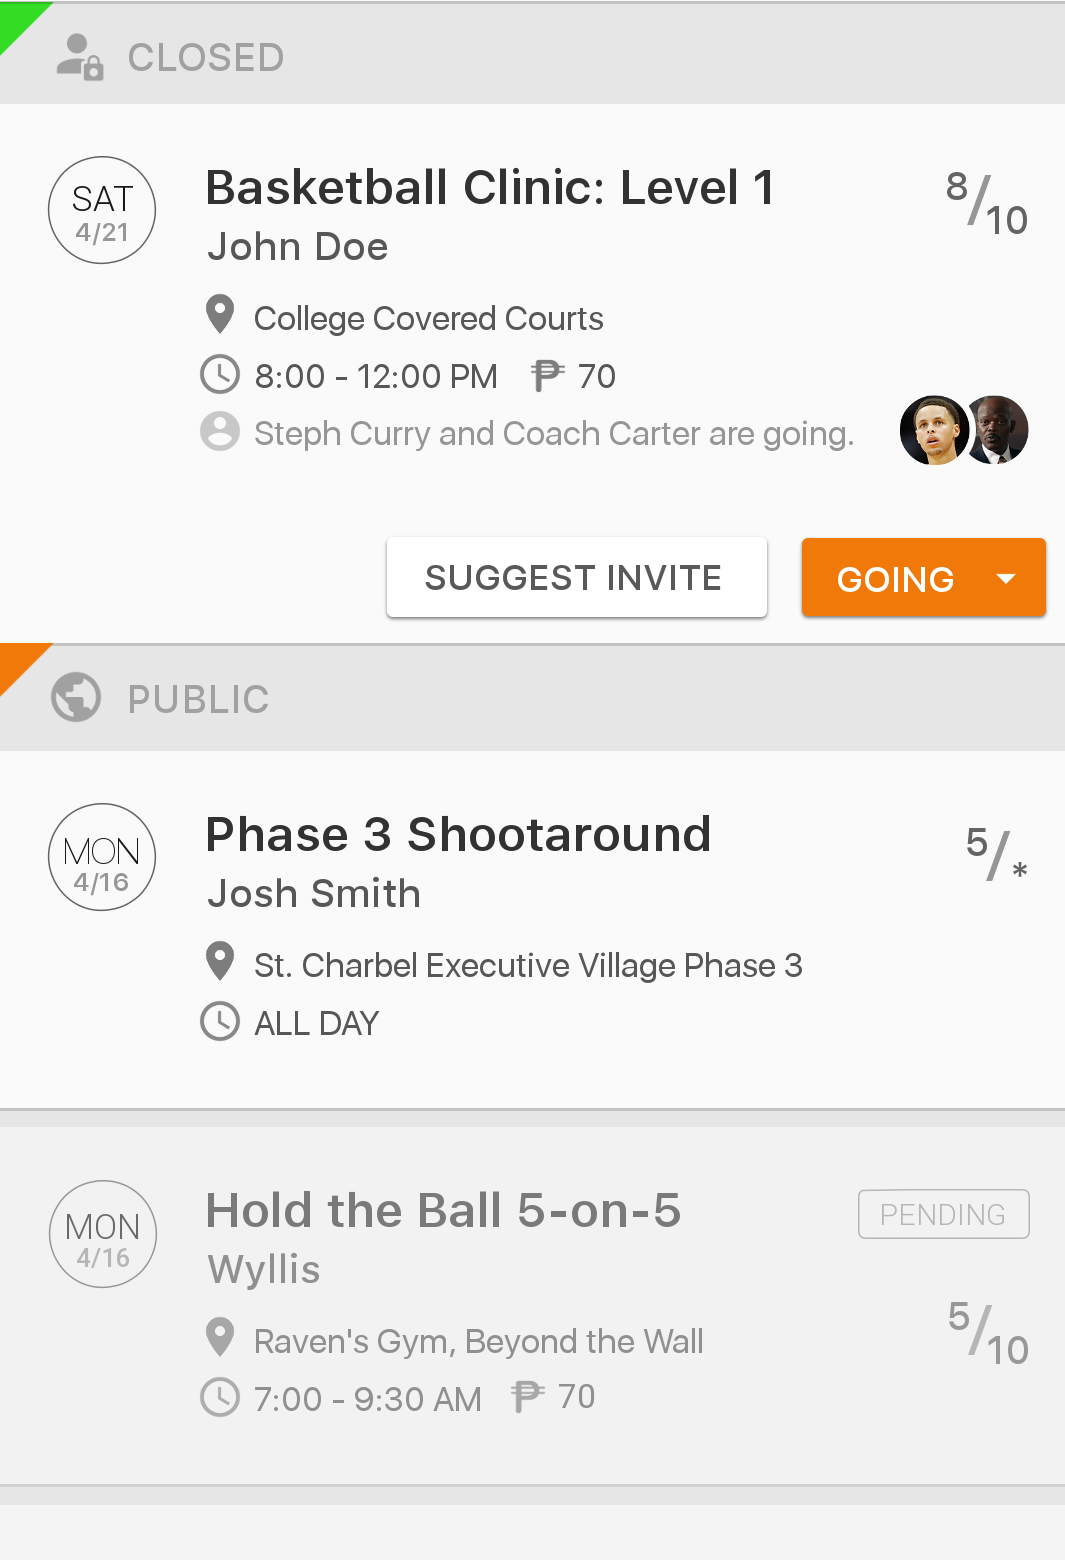 CLOSED
SAT
4/21
Basketball Clinic: Level 1
8/10
John Doe
College Covered Courts
8:00 - 12:00 PM ₱ 70
Steph Curry and Coach Carter are going.
SUGGEST INVITE
GOING
PUBLIC
MON
4/16
Phase 3 Shootaround
5/*
Josh Smith
St. Charbel Executive Village Phase 3
ALL DAY
MON
4/16
Hold the Ball 5-on-5
PENDING
Wyllis
5/10
Raven's Gym, Beyond the Wall
7:00 - 9:30 AM ₱ 70